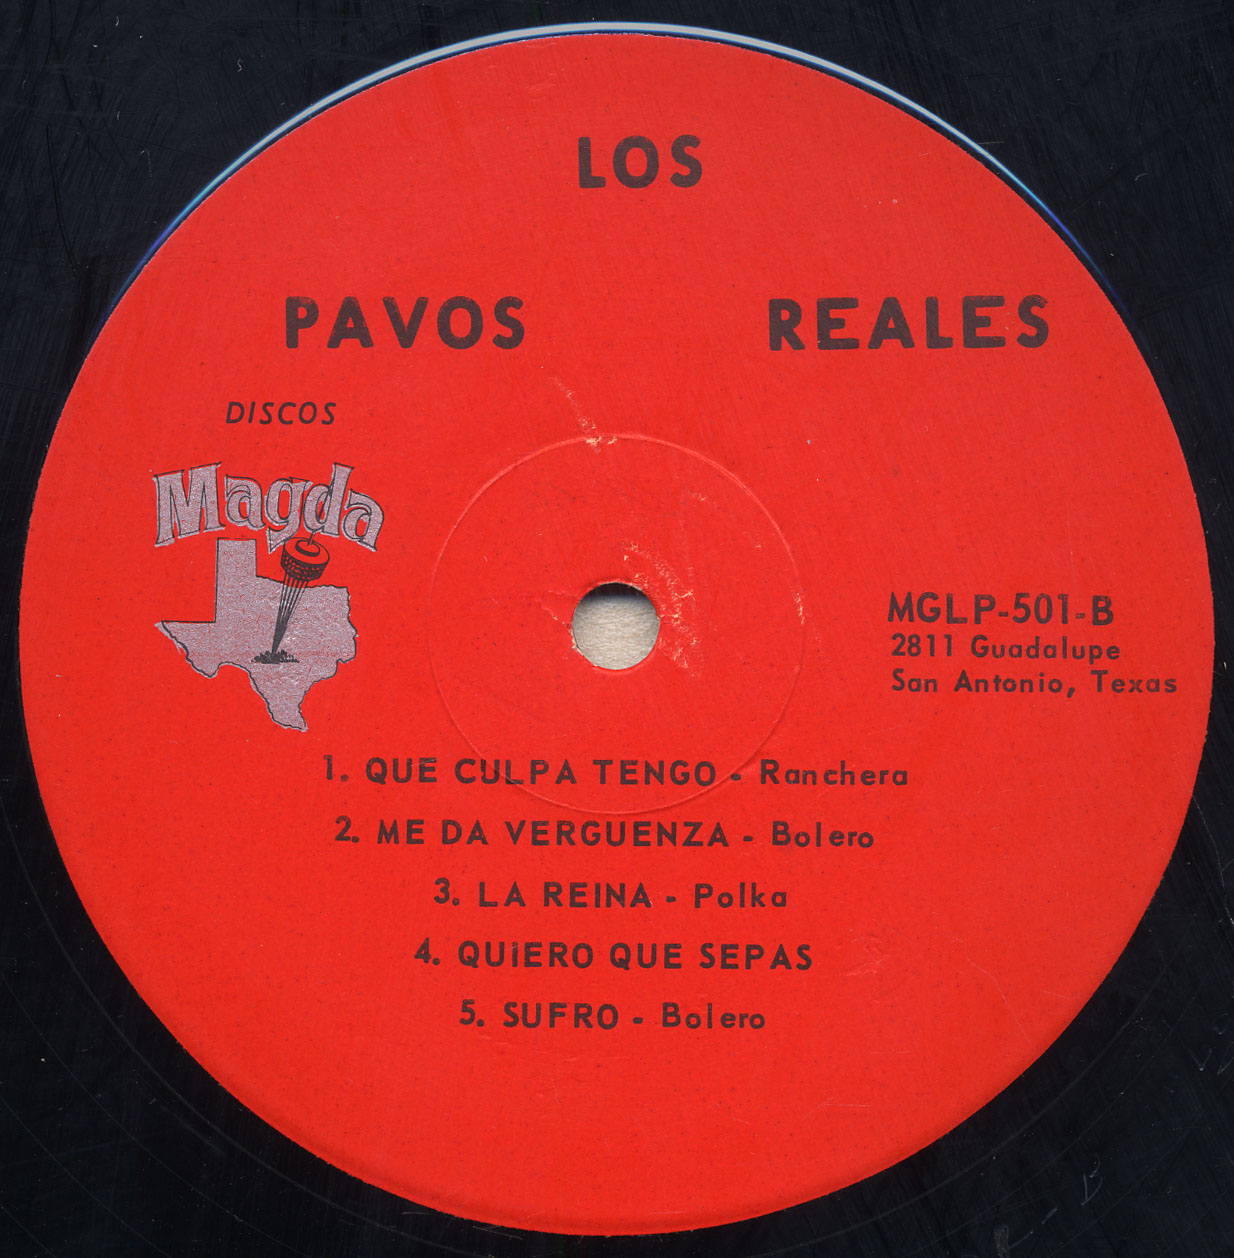 LOS
PAVOS REALES
DISCOS
Magda
MGLP-501-B
2811 Guadalupe
San Antonio, Texas
1. QUE CULPA TENGO - Ranchera
2. ME DA VERGUENZA - Bolero
3. LA REINA - Polka
4. QUIERO QUE SEPAS
5. SUFRO - Bolero